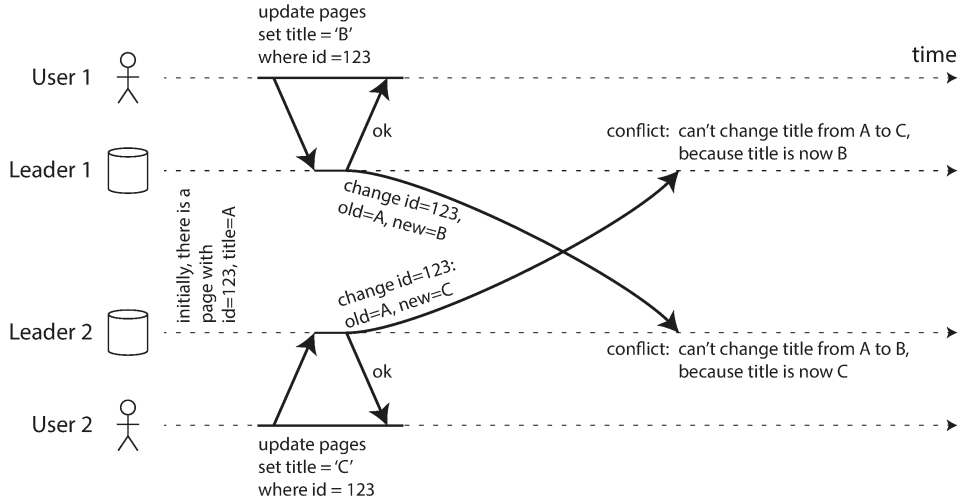 update pages
set title = ‘B’
where id =123
time
User 1
ok
conflict: can’t change title from A to C,
because title is now B
Leader 1
change id=123,
old=A, new=B
initially, there is a
page with
id=123, title=A
change id=123:
old=A, new=C
Leader 2
conflict: can’t change title from A to B,
because title is now C
ok
User 2
update pages
set title = ‘C’
where id = 123